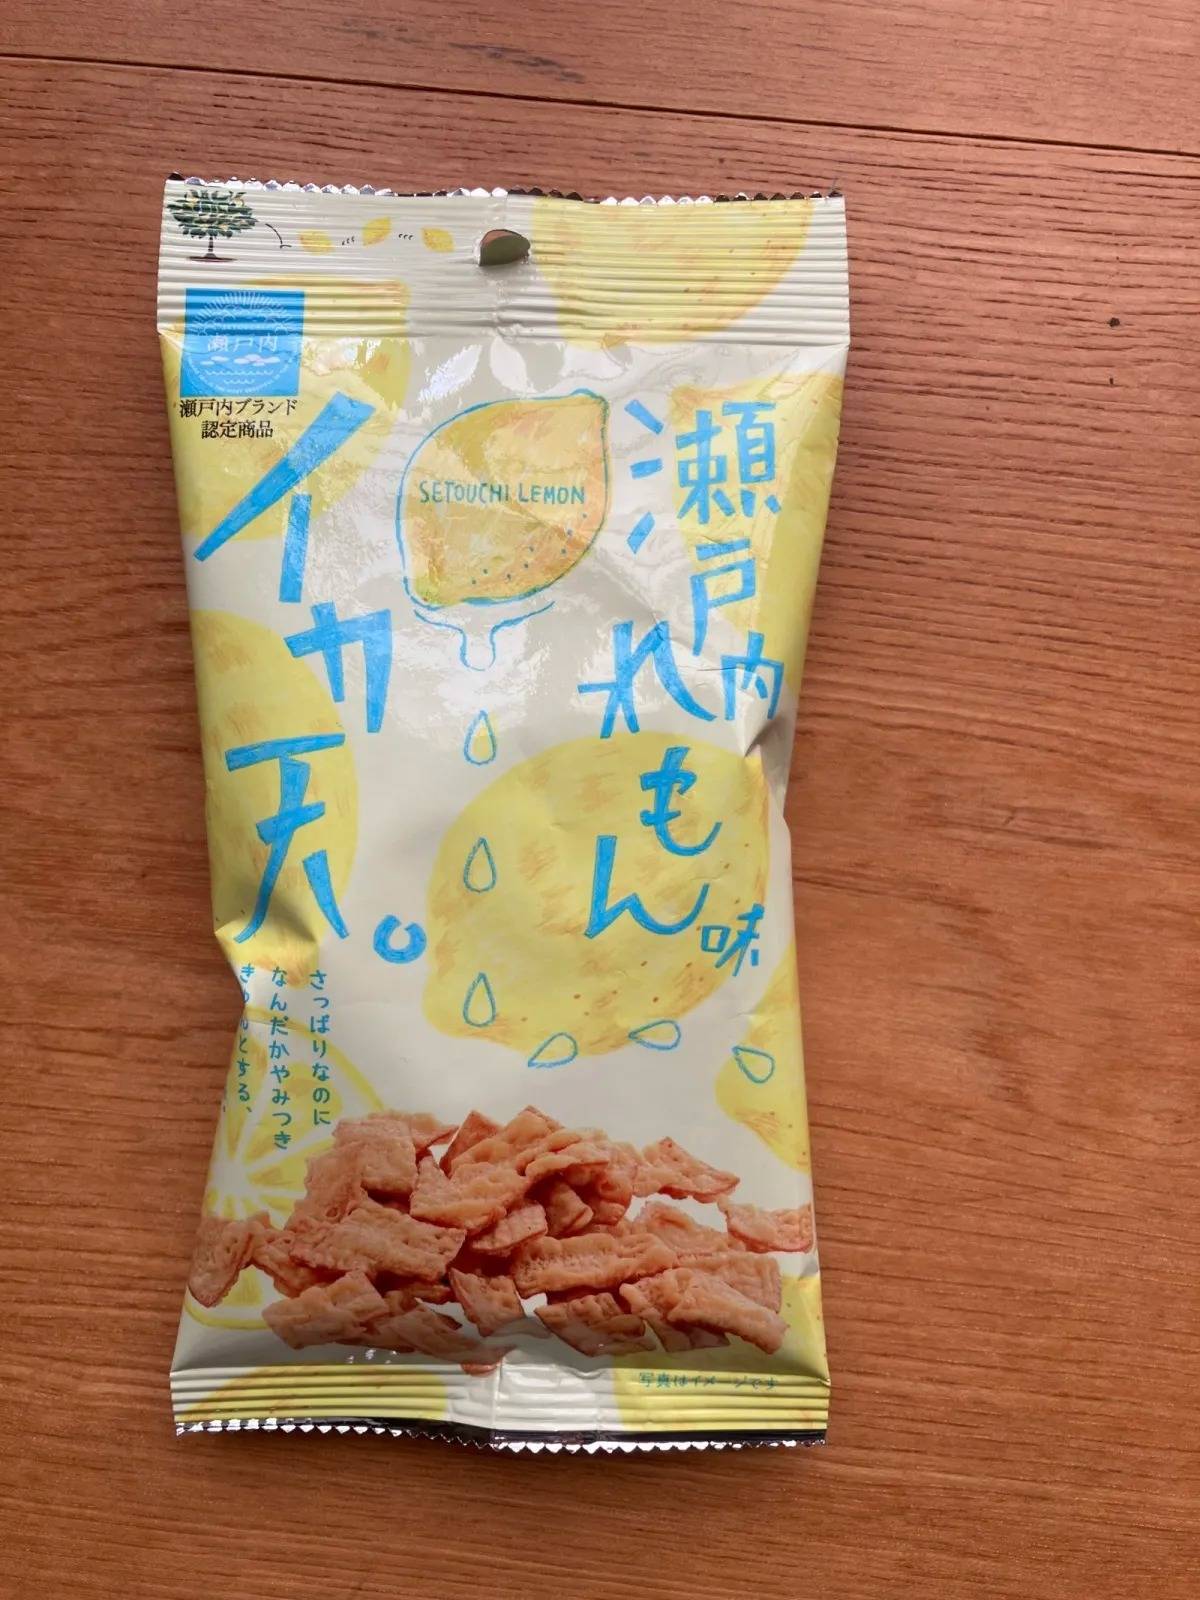 瀬戸内
瀬戸内ブランド
認定商品
SETOUCHI LEMON
瀬戸内
れもん
味
イカ天。
さっぱりなのに
なんだかやみつき
きゅんとする、
写真はイメージです